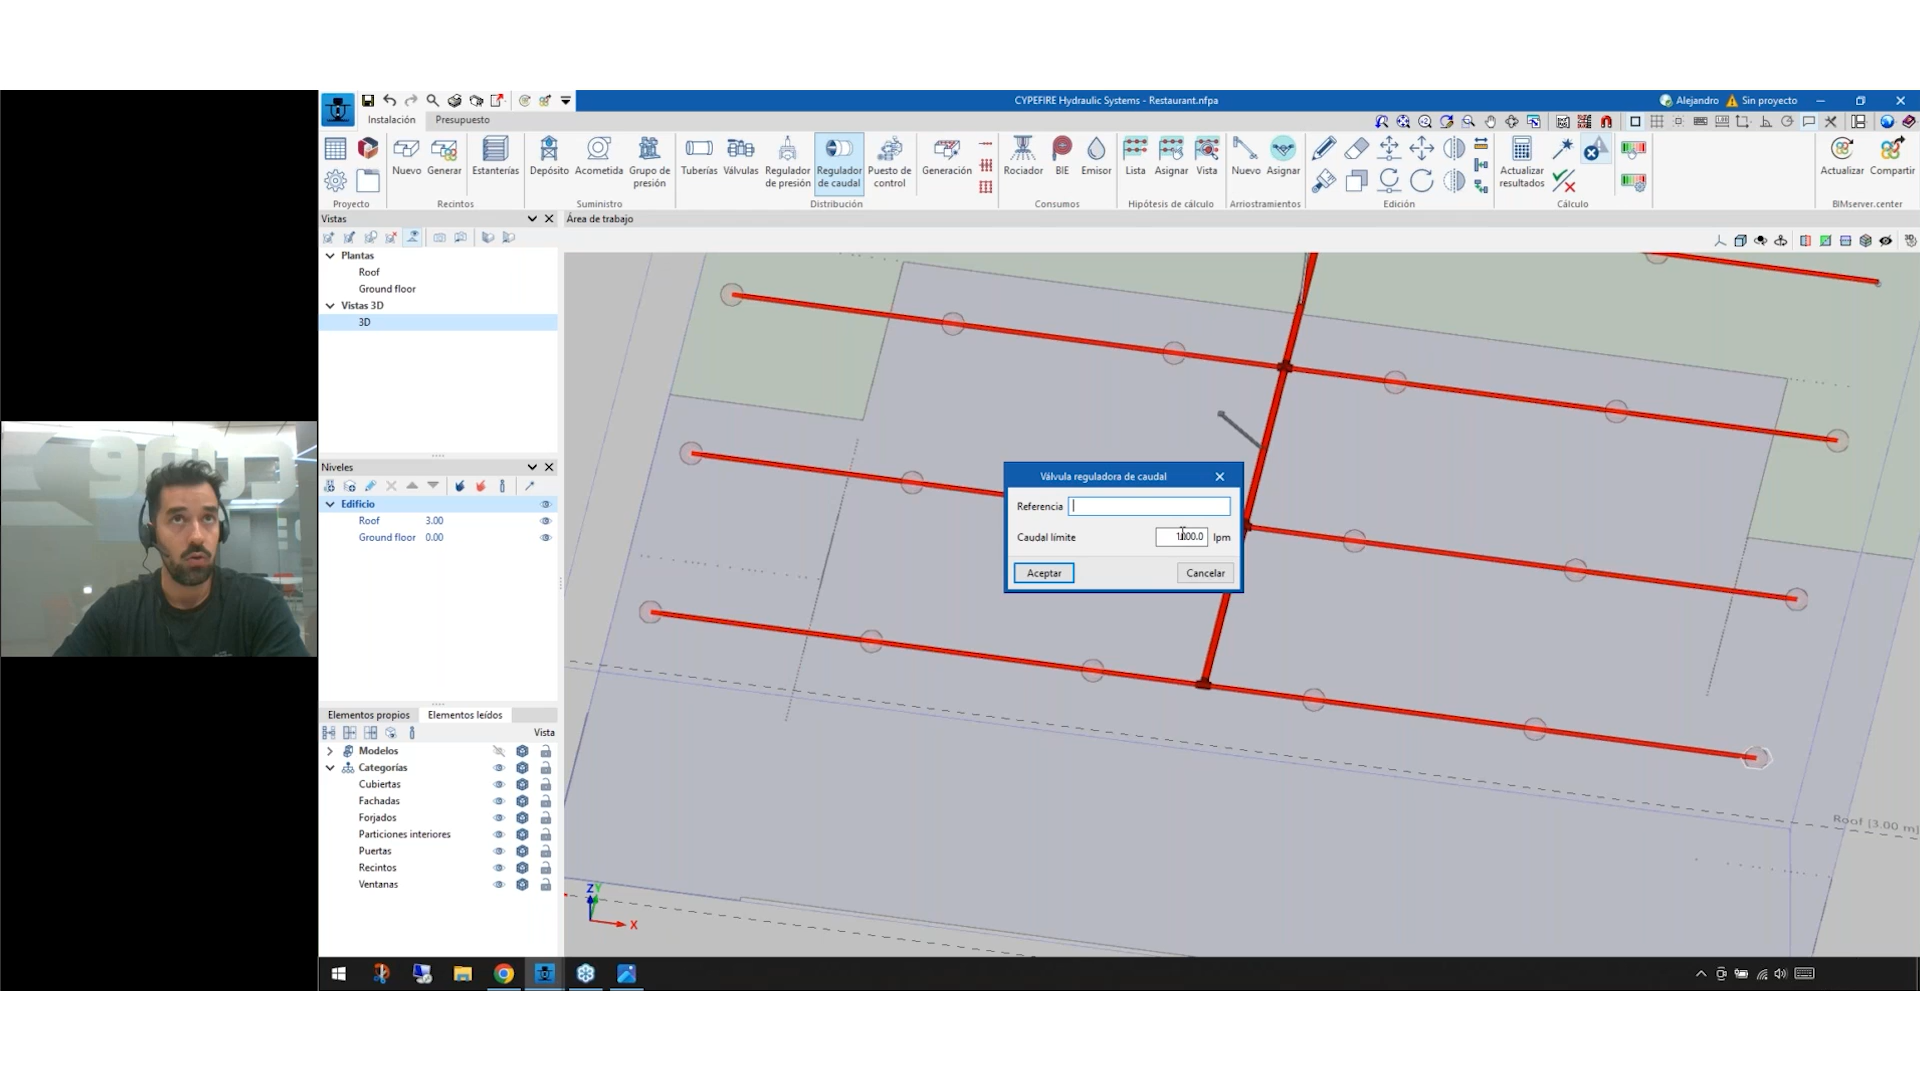 CYPEFIRE Hydraulic Systems - Restaurant.nfpa
Alejandro
Sin proyecto
Instalación
Presupuesto
Nuevo
Generar
Estanterías
Depósito
Acometida
Grupo de presión
Tuberías
Válvulas
Regulador de presión
Regulador de caudal
Puesto de control
Generación
Rociador
BIE
Emisor
Lista
Asignar
Vista
Nuevo
Asignar
Actualizar resultados
Actualizar
Compartir
Proyecto
Recintos
Suministro
Distribución
Consumos
Hipótesis de cálculo
Arriostramientos
Edición
Cálculo
BIMserver.center
Vistas
Área de trabajo
Plantas
Roof
Ground floor
Vistas 3D
3D
Niveles
Edificio
Roof 3.00
Ground floor 0.00
Elementos propios
Elementos leídos
Vista
Modelos
Categorías
Cubiertas
Fachadas
Forjados
Particiones interiores
Puertas
Recintos
Ventanas
Válvula reguladora de caudal
Referencia
Caudal límite
lpm
Aceptar
Cancelar
Roof [3.00 m]
Z
Y
X